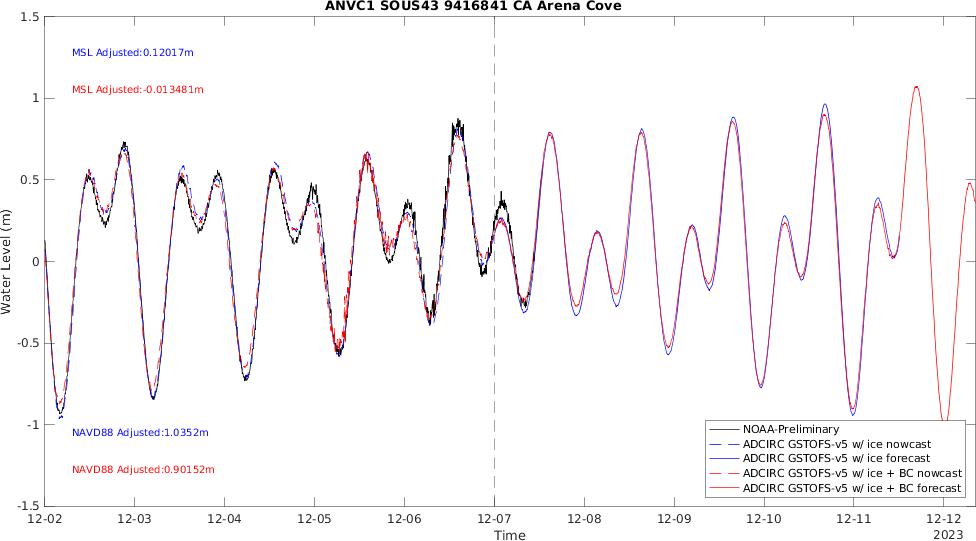 ANVC1 SOUS43 9416841 CA Arena Cove
1.5
1
0.5
0
-0.5
-1
-1.5
Water Level (m)
MSL Adjusted:0.12017m
MSL Adjusted:-0.013481m
NAVD88 Adjusted:1.0352m
NAVD88 Adjusted:0.90152m
NOAA-Preliminary
ADCIRC GSTOFS-v5 w/ ice nowcast
ADCIRC GSTOFS-v5 w/ ice forecast
ADCIRC GSTOFS-v5 w/ ice + BC nowcast
ADCIRC GSTOFS-v5 w/ ice + BC forecast
12-02 12-03 12-04 12-05 12-06 12-07 12-08 12-09 12-10 12-11 12-12
Time
2023